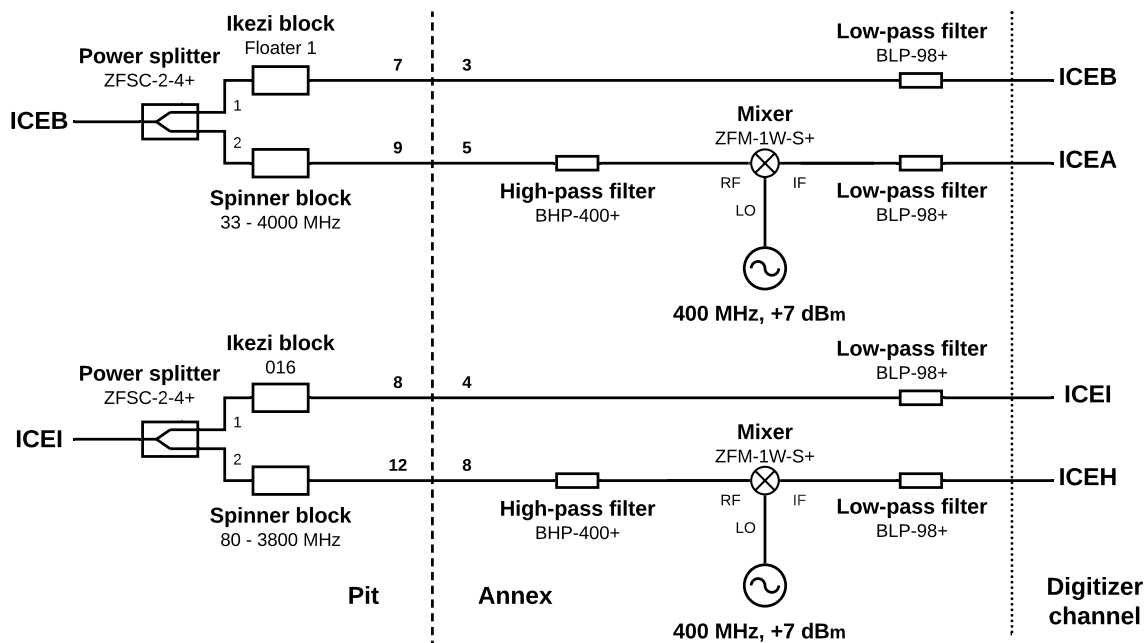 Ikezi block
Floater 1
Power splitter
ZFSC-2-4+
Low-pass filter
BLP-98+
7
3
ICEB
1
ICEB
2
Mixer
ZFM-1W-S+
9
5
ICEA
RF
IF
Spinner block
33 - 4000 MHz
High-pass filter
BHP-400+
LO
Low-pass filter
BLP-98+
400 MHz, +7 dBm
Ikezi block
016
Power splitter
ZFSC-2-4+
Low-pass filter
BLP-98+
8
4
ICEI
1
ICEI
2
Mixer
ZFM-1W-S+
12
8
ICEH
RF
IF
Spinner block
80 - 3800 MHz
High-pass filter
BHP-400+
LO
Low-pass filter
BLP-98+
Pit
Annex
Digitizer
channel
400 MHz, +7 dBm